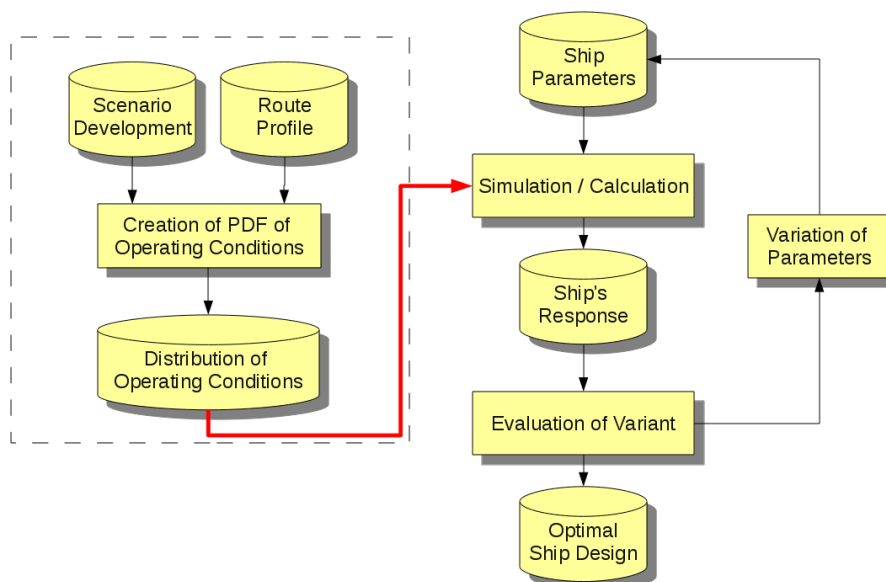 Scenario
Development
Route
Profile
Creation of PDF of
Operating Conditions
Distribution of
Operating Conditions
Ship
Parameters
Simulation / Calculation
Ship's
Response
Evaluation of Variant
Optimal
Ship Design
Variation of
Parameters